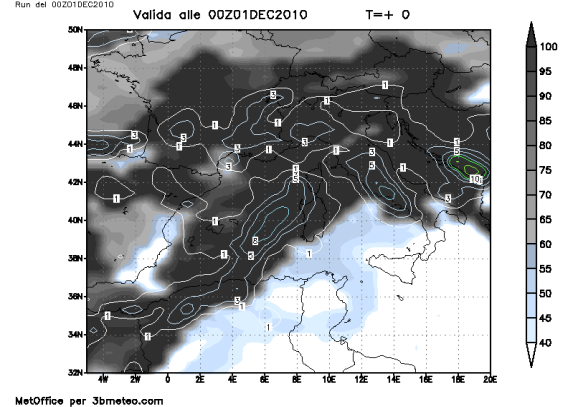 Run del 00Z01DEC2010
Valida alle 00Z01DEC2010 T=+ 0
50N
48N
46N
44N
42N
40N
38N
36N
34N
32N
4W 2W 0 2E 4E 6E 8E 10E 12E 14E 16E 18E 20E
100
95
90
85
80
75
70
65
60
55
50
45
40
MetOffice per 3bmeteo.com